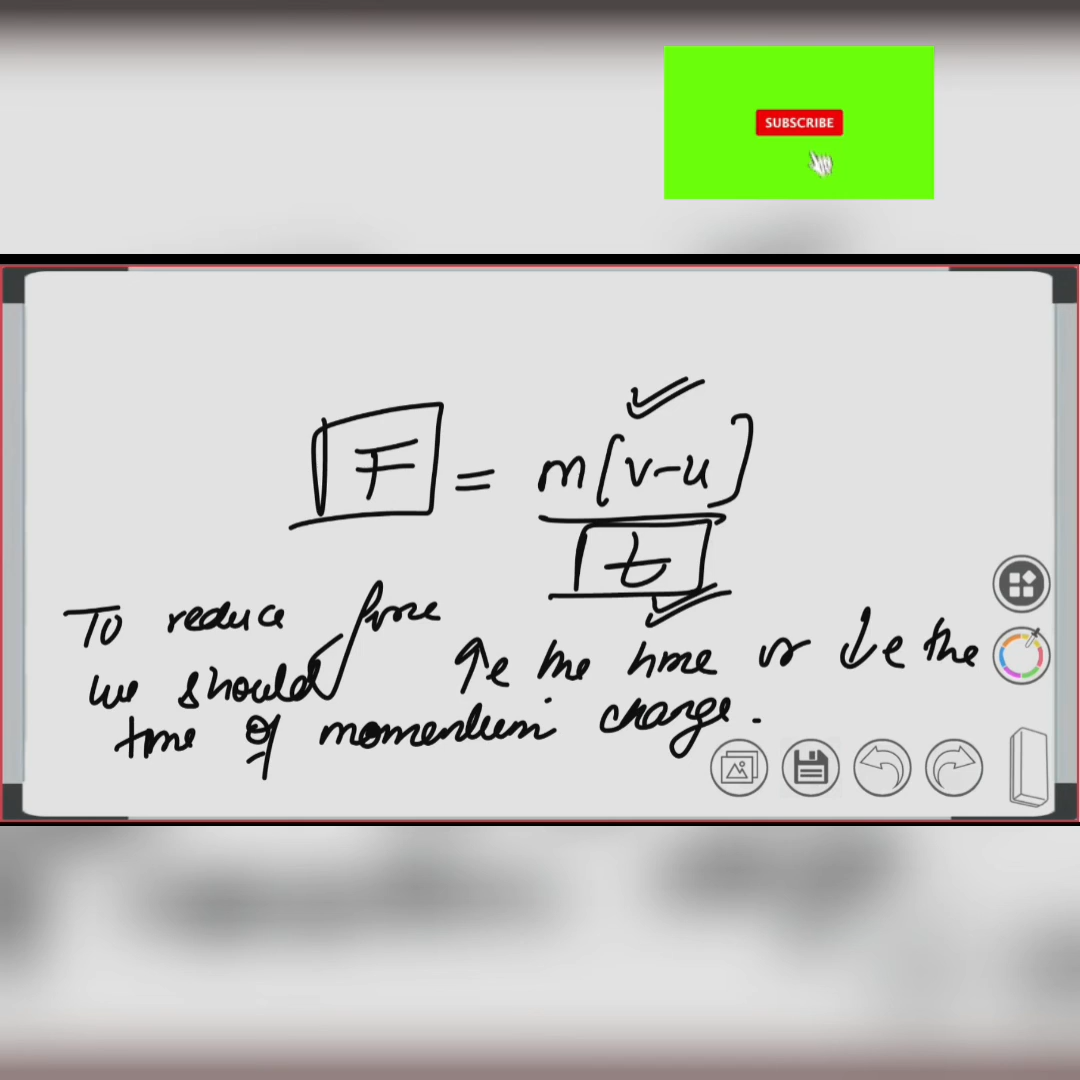 SUBSCRIBE
F = m[v-u] / t
To reduce force
we should ↑e the time or ↓e the
time of momentum change.